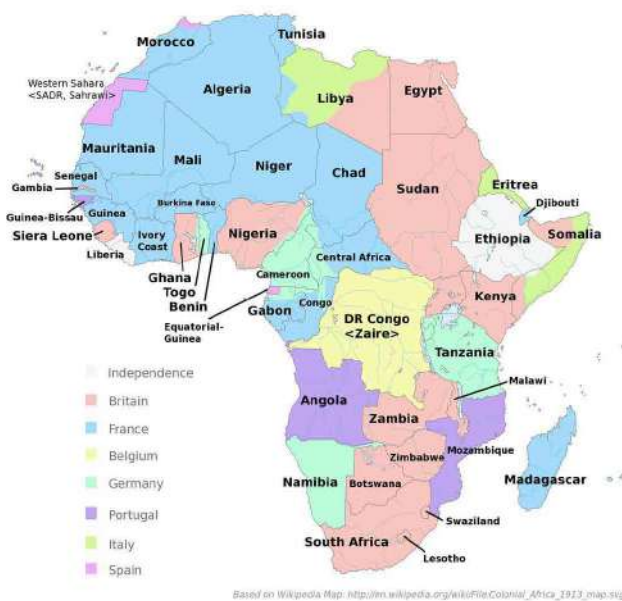 Tunisia
Morocco
Western Sahara
<SADR, Sahrawi>
Algeria
Libya
Egypt
Mauritania
Mali
Niger
Chad
Sudan
Eritrea
Djibouti
Senegal
Gambia
Guinea-Bissau
Guinea
Burkina Faso
Siera Leone
Ivory
Coast
Liberia
Nigeria
Ethiopia
Somalia
Ghana
Togo
Benin
Central Africa
Cameroon
Equatorial-
Guinea
Gabon
Congo
DR Congo
<Zaire>
Kenya
Tanzania
Malawi
Angola
Zambia
Mozambique
Zimbabwe
Namibia
Botswana
Madagascar
Swaziland
South Africa
Lesotho
Independence
Britain
France
Belgium
Germany
Portugal
Italy
Spain
Based on Wikipedia Map: http://en.wikipedia.org/wiki/File:Colonial_Africa_1913_map.svg